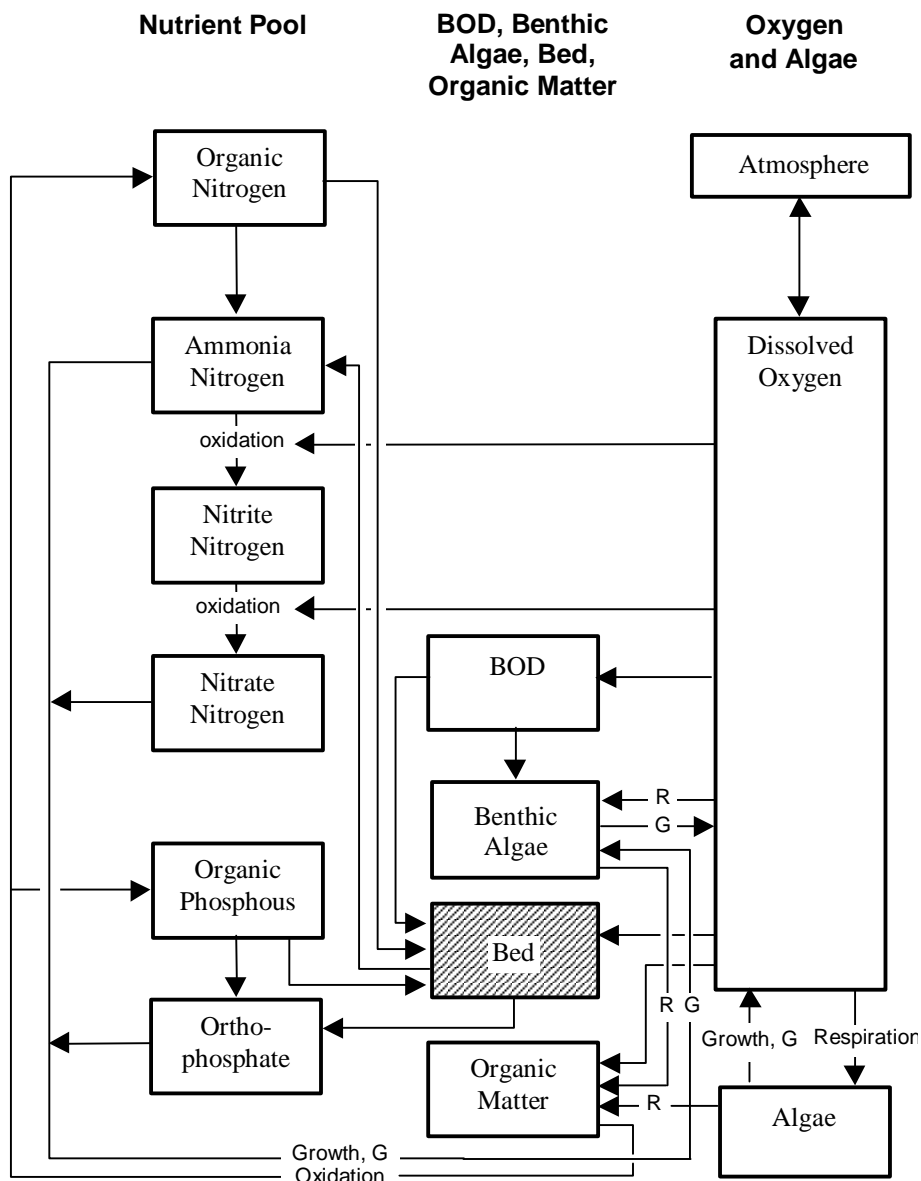 Nutrient Pool
BOD, Benthic
Algae, Bed,
Organic Matter
Oxygen
and Algae
Organic
Nitrogen
Atmosphere
Ammonia
Nitrogen
Dissolved
Oxygen
oxidation
Nitrite
Nitrogen
oxidation
Nitrate
Nitrogen
BOD
Benthic
Algae
R
G
Organic
Phosphous
Bed
Ortho-
phosphate
R
G
Growth, G
Respiration
Organic
Matter
R
Algae
Growth, G
Oxidation